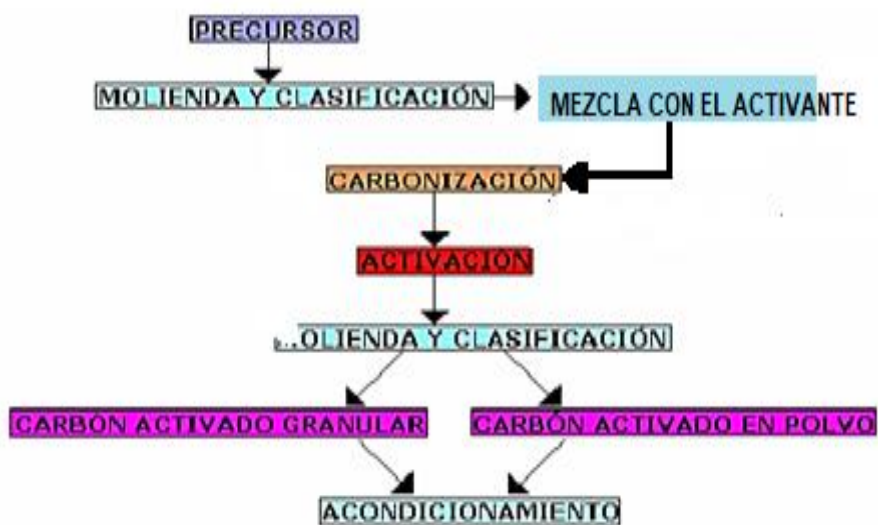 PRECURSOR
MOLIENDA Y CLASIFICACIÓN
MEZCLA CON EL ACTIVANTE
CARBONIZACIÓN
ACTIVACIÓN
...OLIENDA Y CLASIFICACIÓN
CARBÓN ACTIVADO GRANULAR
CARBÓN ACTIVADO EN POLVO
ACONDICIONAMIENTO